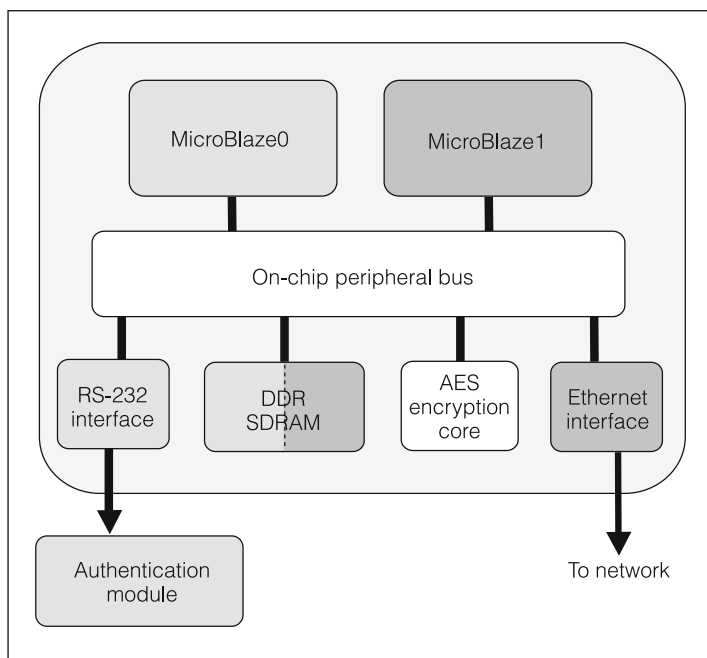 MicroBlaze0
MicroBlaze1
On-chip peripheral bus
RS-232
interface
DDR
SDRAM
AES
encryption
core
Ethernet
interface
Authentication
module
To network